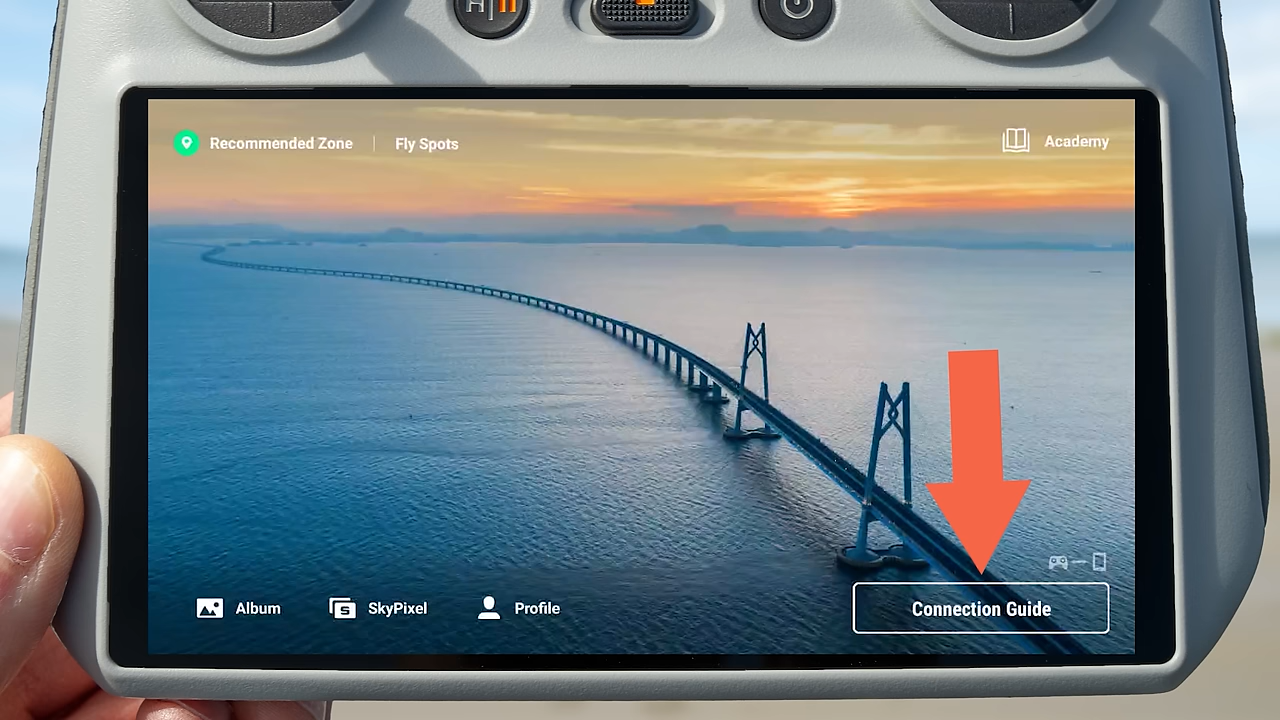 Recommended Zone | Fly Spots
Academy
Album
SkyPixel
Profile
Connection Guide